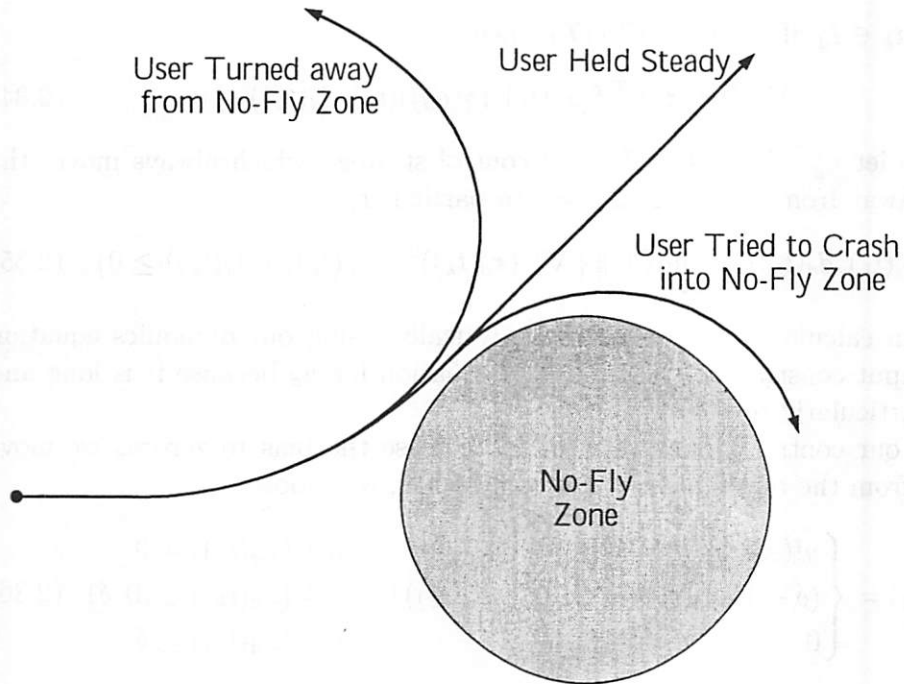 User Turned away
from No-Fly Zone
User Held Steady
User Tried to Crash
into No-Fly Zone
No-Fly
Zone